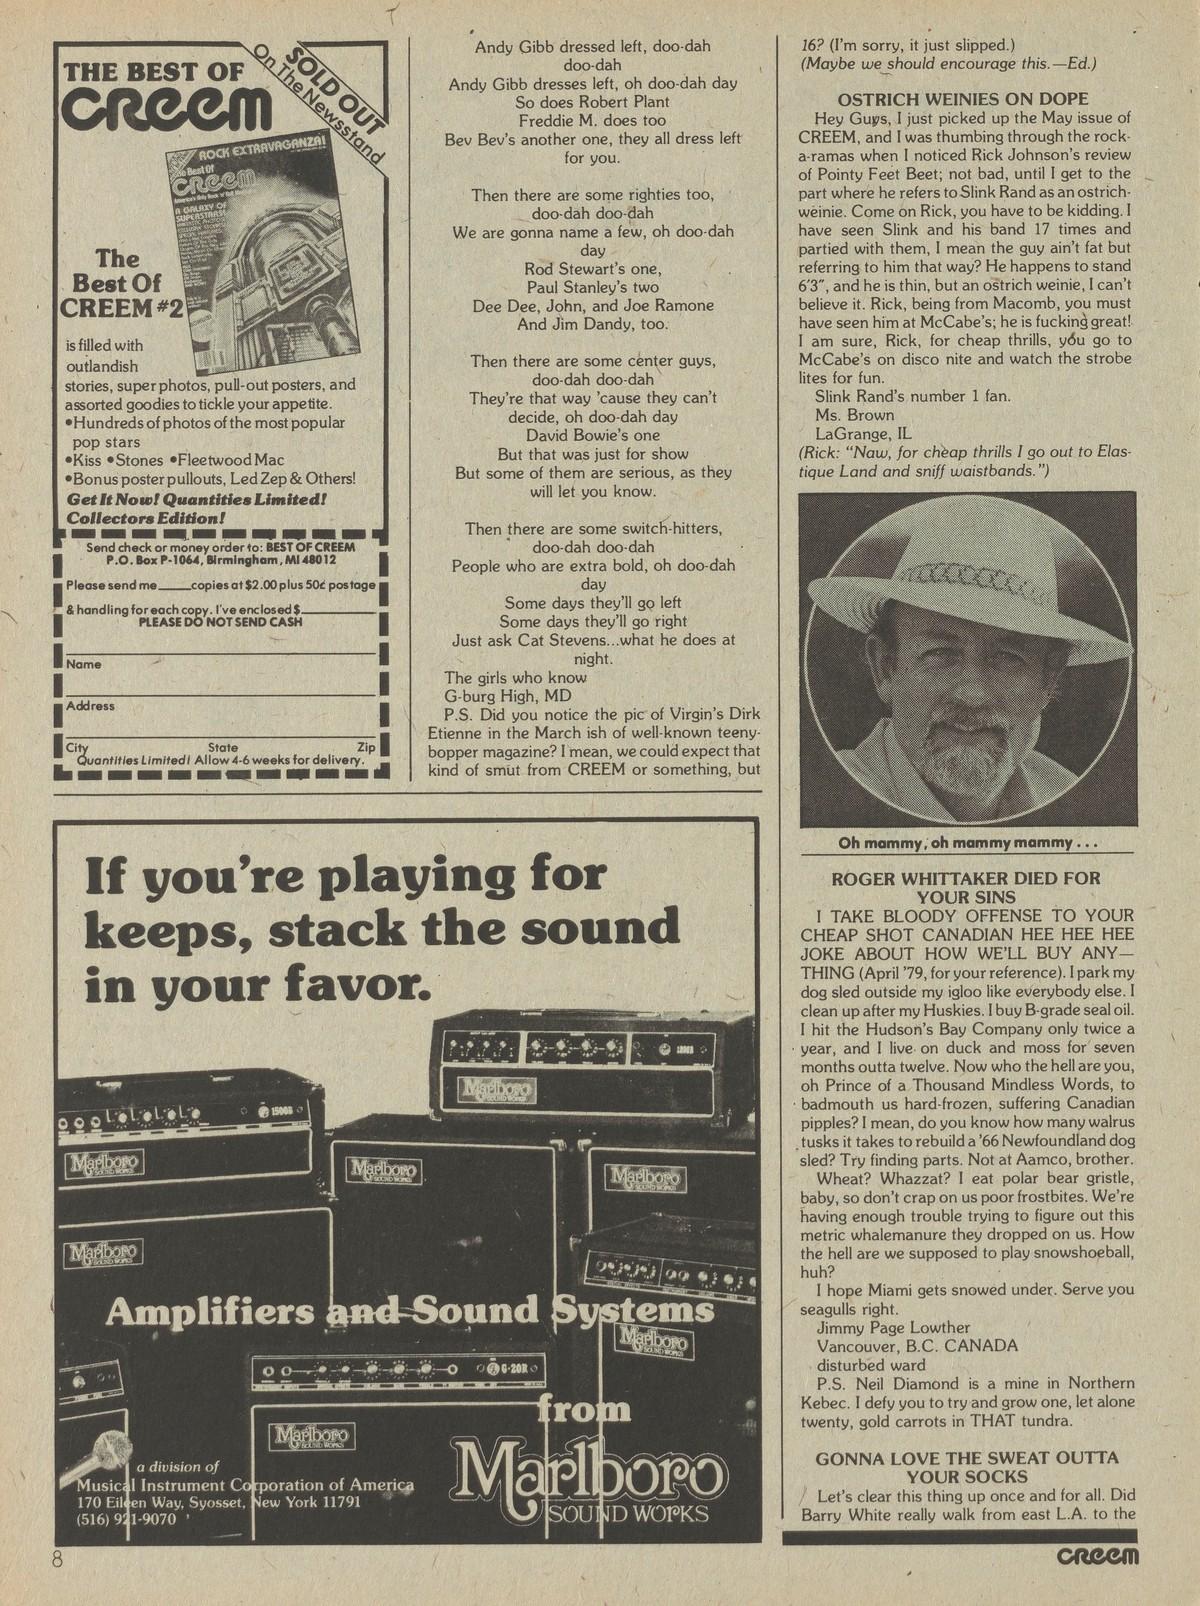 THE BEST OF
CREEM
SOLD OUT
On The Newsstand
ROCK EXTRAVAGANZA!
The Best Of
Creem
A GALAXY OF
SUPERSTARS!
The
Best Of
CREEM #2
is filled with
outlandish
stories, super photos, pull-out posters, and
assorted goodies to tickle your appetite.
•Hundreds of photos of the most popular
pop stars
•Kiss •Stones •Fleetwood Mac
•Bonus poster pullouts, Led Zep & Others!
Get It Now! Quantities Limited!
Collectors Edition!
Send check or money order to: BEST OF CREEM
P.O. Box P-1064, Birmingham, MI 48012
Please send me_____copies at $2.00 plus 50¢ postage
& handling for each copy. I've enclosed $__________
PLEASE DO NOT SEND CASH
Name
Address
City State Zip
Quantities Limited! Allow 4-6 weeks for delivery.
Andy Gibb dressed left, doo-dah
doo-dah
Andy Gibb dresses left, oh doo-dah day
So does Robert Plant
Freddie M. does too
Bev Bev's another one, they all dress left
for you.
Then there are some righties too,
doo-dah doo-dah
We are gonna name a few, oh doo-dah
day
Rod Stewart's one,
Paul Stanley's two
Dee Dee, John, and Joe Ramone
And Jim Dandy, too.
Then there are some center guys,
doo-dah doo-dah
They're that way 'cause they can't
decide, oh doo-dah day
David Bowie's one
But that was just for show
But some of them are serious, as they
will let you know.
Then there are some switch-hitters,
doo-dah doo-dah
People who are extra bold, oh doo-dah
day
Some days they'll go left
Some days they'll go right
Just ask Cat Stevens...what he does at
night.
The girls who know
G-burg High, MD
P.S. Did you notice the pic of Virgin's Dirk
Etienne in the March ish of well-known teeny-
bopper magazine? I mean, we could expect that
kind of smut from CREEM or something, but
16? (I'm sorry, it just slipped.)
(Maybe we should encourage this.—Ed.)
OSTRICH WEINIES ON DOPE
Hey Guys, I just picked up the May issue of
CREEM, and I was thumbing through the rock-
a-ramas when I noticed Rick Johnson's review
of Pointy Feet Beet; not bad, until I get to the
part where he refers to Slink Rand as an ostrich-
weinie. Come on Rick, you have to be kidding. I
have seen Slink and his band 17 times and
partied with them, I mean the guy ain't fat but
referring to him that way? He happens to stand
6'3", and he is thin, but an ostrich weinie, I can't
believe it. Rick, being from Macomb, you must
have seen him at McCabe's; he is fucking great!
I am sure, Rick, for cheap thrills, you go to
McCabe's on disco nite and watch the strobe
lites for fun.
Slink Rand's number 1 fan.
Ms. Brown
LaGrange, IL
(Rick: "Naw, for cheap thrills I go out to Elas-
tique Land and sniff waistbands.")
Oh mammy, oh mammy mammy . . .
ROGER WHITTAKER DIED FOR
YOUR SINS
I TAKE BLOODY OFFENSE TO YOUR
CHEAP SHOT CANADIAN HEE HEE HEE
JOKE ABOUT HOW WE'LL BUY ANY—
THING (April '79, for your reference). I park my
dog sled outside my igloo like everybody else. I
clean up after my Huskies. I buy B-grade seal oil.
I hit the Hudson's Bay Company only twice a
year, and I live on duck and moss for seven
months outta twelve. Now who the hell are you,
oh Prince of a Thousand Mindless Words, to
badmouth us hard-frozen, suffering Canadian
pipples? I mean, do you know how many walrus
tusks it takes to rebuild a '66 Newfoundland dog
sled? Try finding parts. Not at Aamco, brother.
Wheat? Whazzat? I eat polar bear gristle,
baby, so don't crap on us poor frostbites. We're
having enough trouble trying to figure out this
metric whalemanure they dropped on us. How
the hell are we supposed to play snowshoeball,
huh?
I hope Miami gets snowed under. Serve you
seagulls right.
Jimmy Page Lowther
Vancouver, B.C. CANADA
disturbed ward
P.S. Neil Diamond is a mine in Northern
Kebec. I defy you to try and grow one, let alone
twenty, gold carrots in THAT tundra.
GONNA LOVE THE SWEAT OUTTA
YOUR SOCKS
Let's clear this thing up once and for all. Did
Barry White really walk from east L.A. to the
If you're playing for
keeps, stack the sound
in your favor.
1200B
Marlboro
SOUND WORKS
1500B
Marlboro
SOUND WORKS
Marlboro
SOUND WORKS
Marlboro
SOUND WORKS
Marlboro
SOUND WORKS
Amplifiers and Sound Systems
Marlboro
G-20R
from
Marlboro
SOUND WORKS
Marlboro
SOUND WORKS
a division of
Musical Instrument Corporation of America
170 Eileen Way, Syosset, New York 11791
(516) 921-9070
8
CREEM